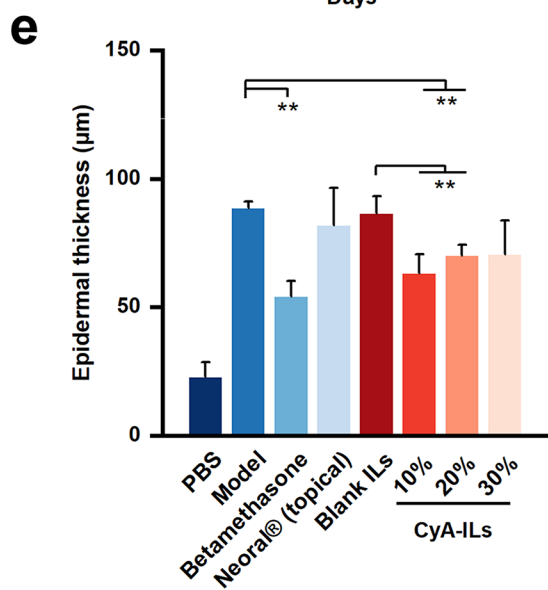 Days
e
150
100
50
0
Epidermal thickness (μm)
**
**
**
PBS
Model
Betamethasone
Neoral® (topical)
Blank ILs
10%
20%
30%
CyA-ILs